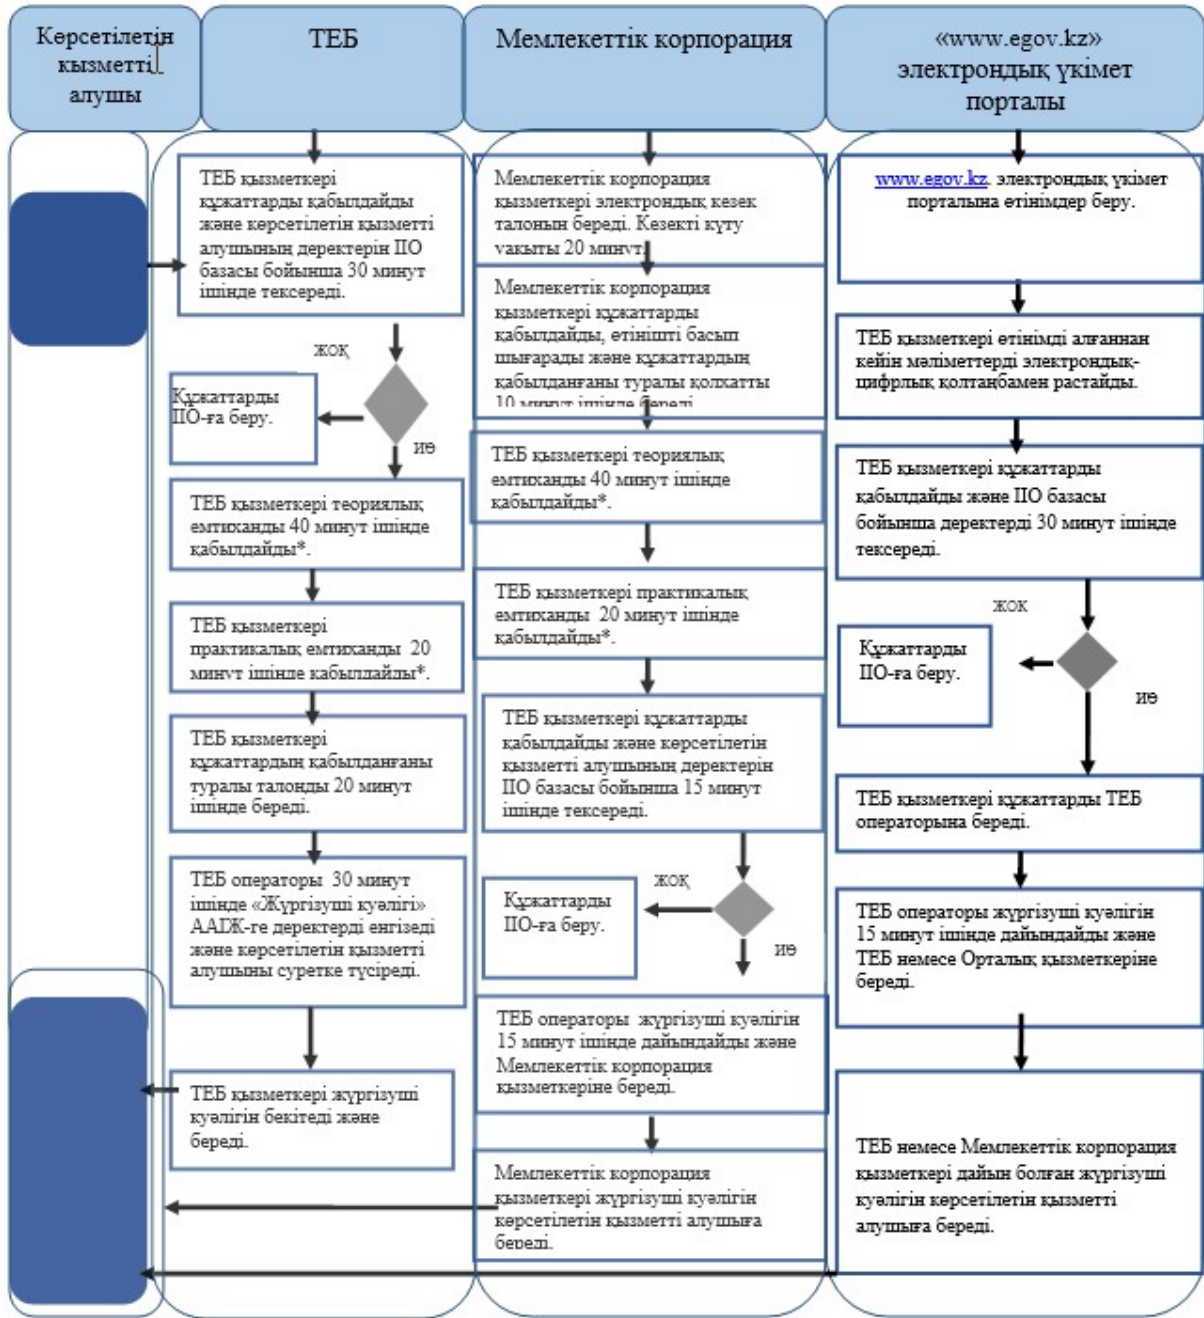 Көрсетілетін
қызметті
алушы
ТЕБ
Мемлекеттік корпорация
«www.egov.kz»
электрондық үкімет
порталы
ТЕБ қызметкері
құжаттарды қабылдайды
және көрсетілетін қызметті
алушының деректерін ІІО
базасы бойынша 30 минут
ішінде тексереді.
жоқ
Құжаттарды
ІІО-ға беру.
иә
ТЕБ қызметкері теориялық
емтиханды 40 минут ішінде
қабылдайды*.
ТЕБ қызметкері
практикалық емтиханды 20
минут ішінде қабылдайды*.
ТЕБ қызметкері
құжаттардың қабылданғаны
туралы талонды 20 минут
ішінде береді.
ТЕБ операторы 30 минут
ішінде «Жүргізуші куәлігі»
ААІЖ-ге деректерді енгізеді
және көрсетілетін қызметті
алушыны суретке түсіреді.
ТЕБ қызметкері жүргізуші
куәлігін бекітеді және
береді.
Мемлекеттік корпорация
қызметкері электрондық кезек
талонын береді. Кезекті күту
уақыты 20 минут.
Мемлекеттік корпорация
қызметкері құжаттарды
қабылдайды, өтінішті басып
шығарады және құжаттардың
қабылданғаны туралы қолхатты
10 минут ішінде береді
ТЕБ қызметкері теориялық
емтиханды 40 минут ішінде
қабылдайды*.
ТЕБ қызметкері практикалық
емтиханды 20 минут ішінде
қабылдайды*.
ТЕБ қызметкері құжаттарды
қабылдайды және көрсетілетін
қызметті алушының деректерін
ІІО базасы бойынша 15 минут
ішінде тексереді.
жоқ
Құжаттарды
ІІО-ға беру.
иә
ТЕБ операторы жүргізуші куәлігін
15 минут ішінде дайындайды және
Мемлекеттік корпорация
қызметкеріне береді.
Мемлекеттік корпорация
қызметкері жүргізуші куәлігін
көрсетілетін қызметті алушыға
береді.
www.egov.kz. электрондық үкімет
порталына өтінімдер беру.
ТЕБ қызметкері өтінімді алғаннан
кейін мәліметтерді электрондық-
цифрлық қолтаңбамен растайды.
ТЕБ қызметкері құжаттарды
қабылдайды және ІІО базасы
бойынша деректерді 30 минут ішінде
тексереді.
жоқ
Құжаттарды
ІІО-ға беру.
иә
ТЕБ қызметкері құжаттарды ТЕБ
операторына береді.
ТЕБ операторы жүргізуші куәлігін
15 минут ішінде дайындайды және
ТЕБ немесе Орталық қызметкеріне
береді.
ТЕБ немесе Мемлекеттік корпорация
қызметкері дайын болған жүргізуші
куәлігін көрсетілетін қызметті
алушыға береді.